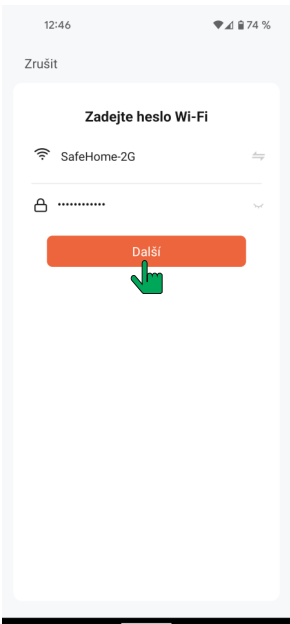 12:46 74 %
Zrušit
Zadejte heslo Wi-Fi
SafeHome-2G
••••••••••••
Další